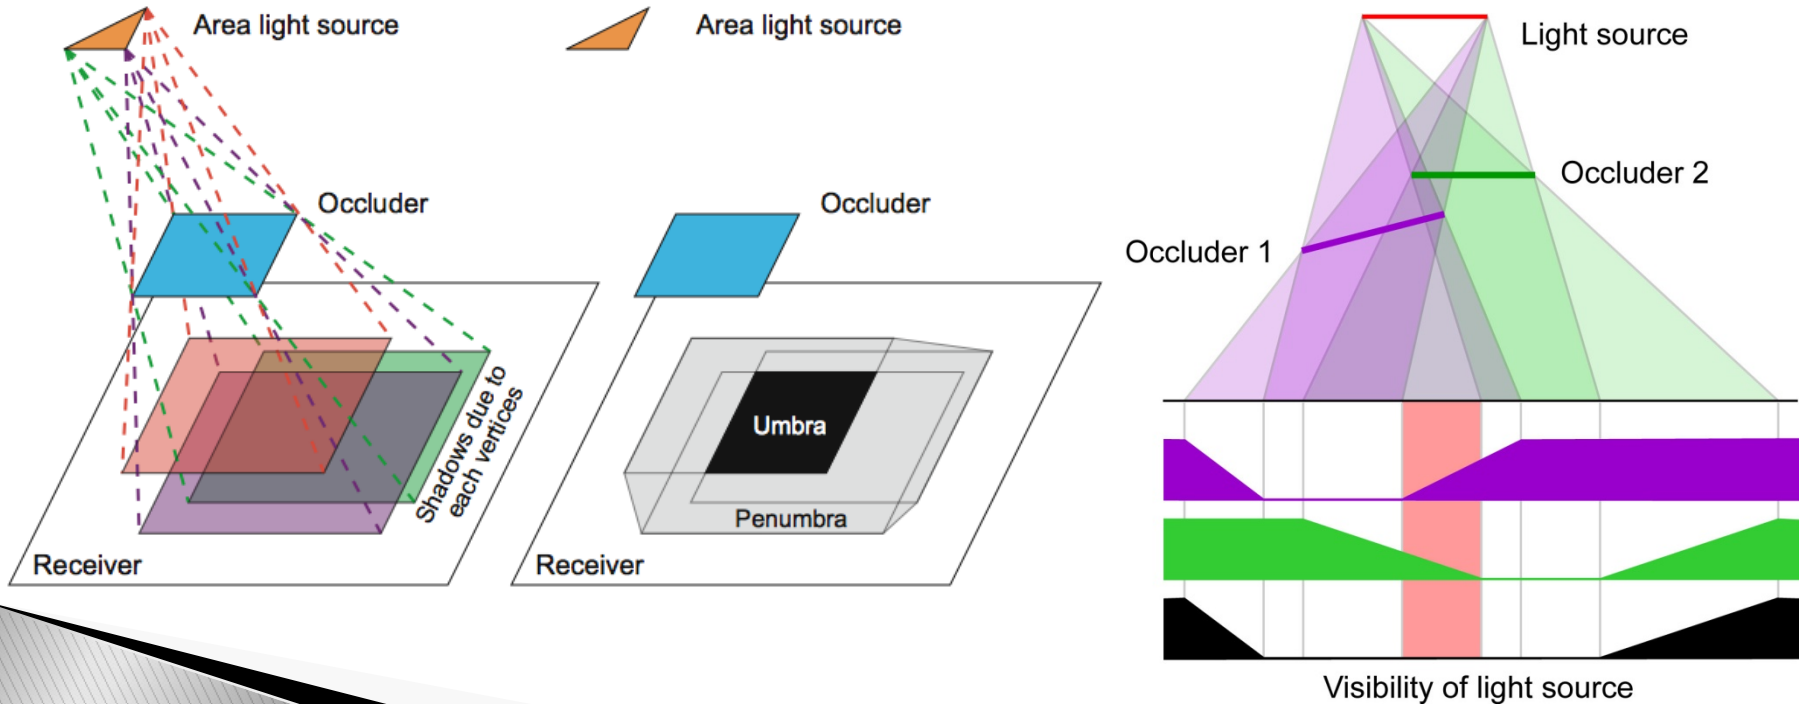 Area light source
Occluder
Shadows due to
each vertices
Receiver
Area light source
Occluder
Umbra
Penumbra
Receiver
Light source
Occluder 2
Occluder 1
Visibility of light source